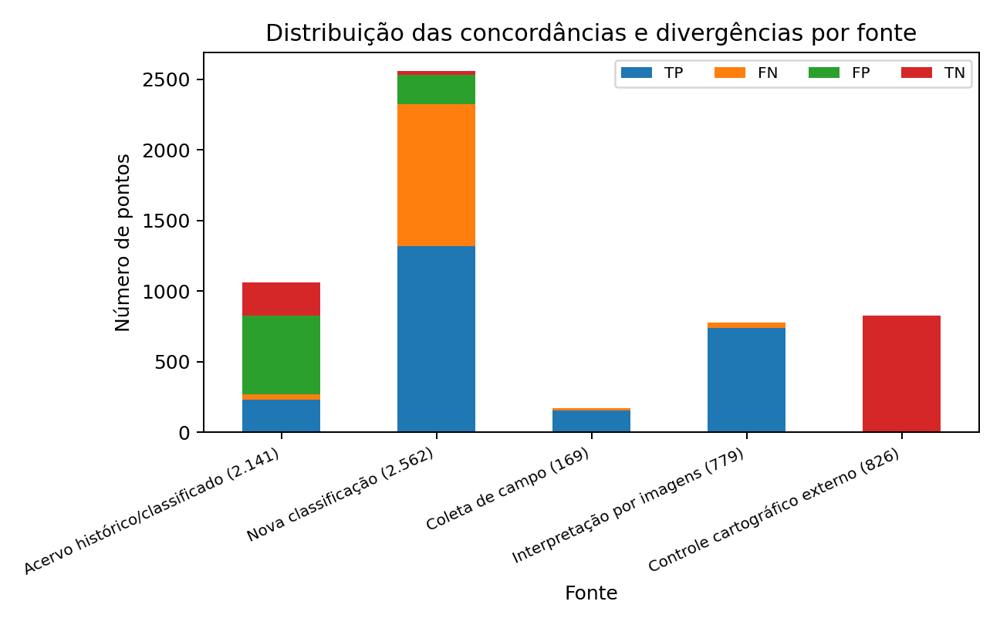 Distribuição das concordâncias e divergências por fonte
TP FN FP TN
Número de pontos
2500
2000
1500
1000
500
0
Acervo histórico/classificado (2.141)
Nova classificação (2.562)
Coleta de campo (169)
Interpretação por imagens (779)
Controle cartográfico externo (826)
Fonte